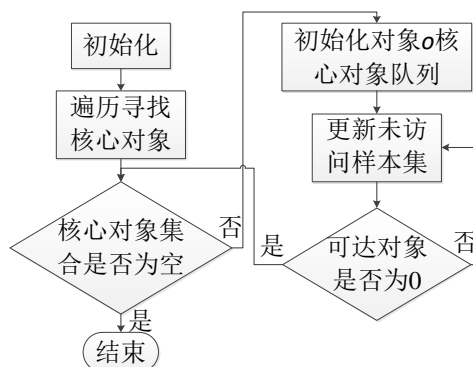 初始化
遍历寻找
核心对象
核心对象集
合是否为空
否
是
结束
初始化对象o核
心对象队列
更新未访
问样本集
可达对象
是否为0
是
否